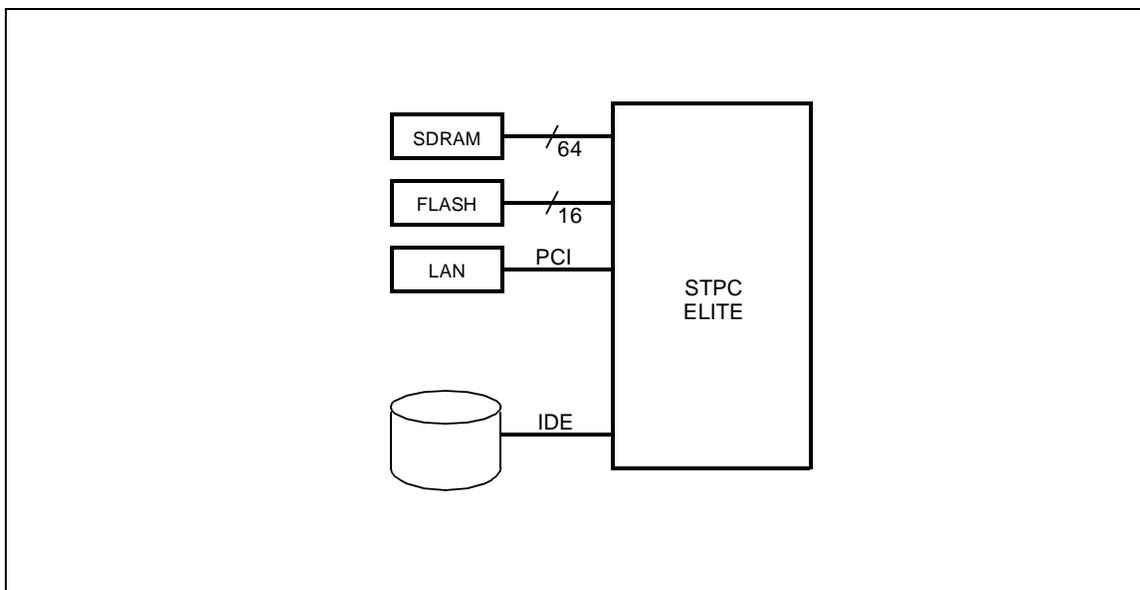 SDRAM
64
FLASH
16
LAN
PCI
STPC
ELITE
IDE